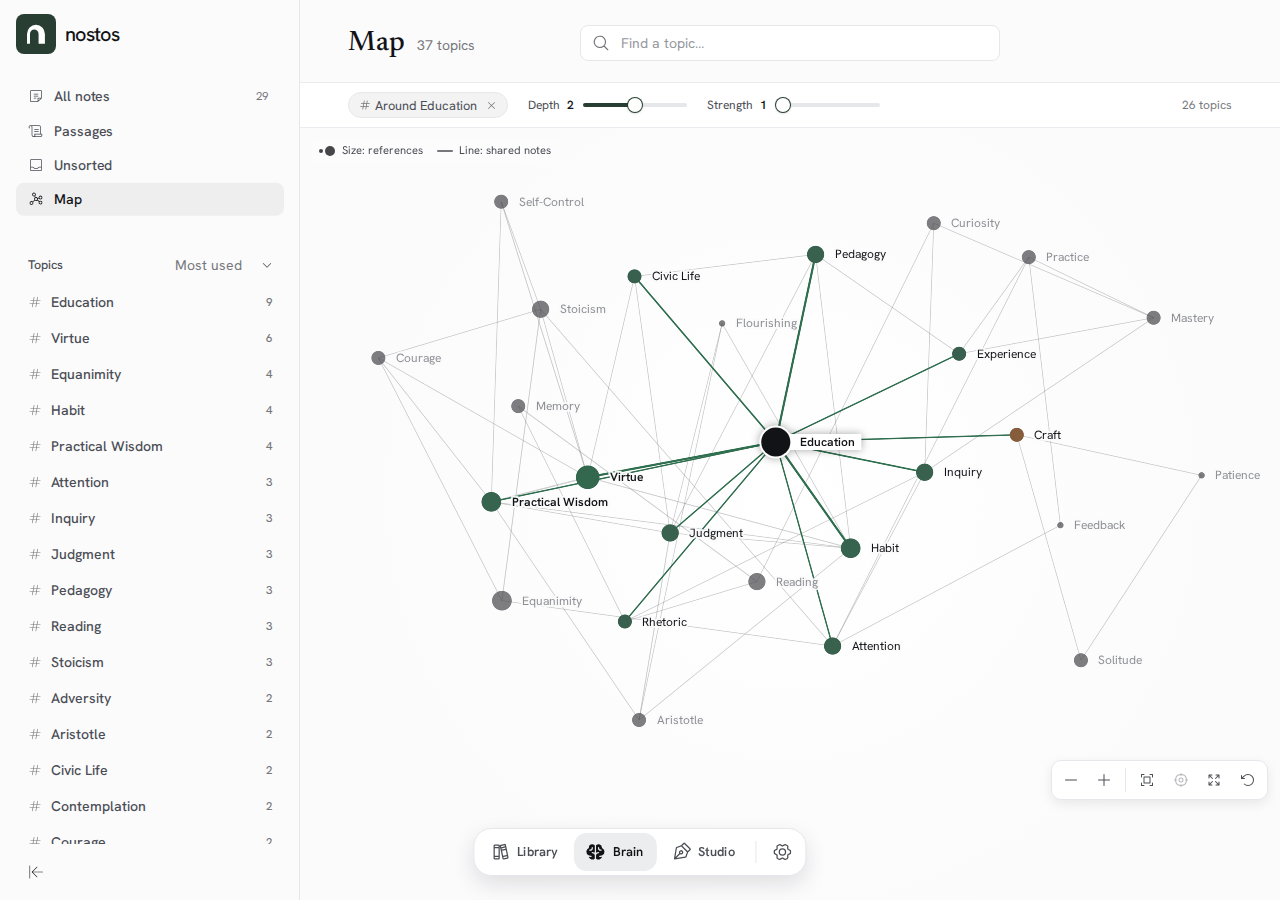 nostos
All notes 29
Passages
Unsorted
Map
Topics Most used
# Education 9
# Virtue 6
# Equanimity 4
# Habit 4
# Practical Wisdom 4
# Attention 3
# Inquiry 3
# Judgment 3
# Pedagogy 3
# Reading 3
# Stoicism 3
# Adversity 2
# Aristotle 2
# Civic Life 2
# Contemplation 2
# Courage 2
Map 37 topics
Find a topic...
# Around Education
Depth 2
Strength 1
26 topics
Size: references
Line: shared notes
Self-Control
Curiosity
Pedagogy
Practice
Civic Life
Stoicism
Mastery
Flourishing
Experience
Courage
Memory
Craft
Education
Inquiry
Patience
Virtue
Practical Wisdom
Feedback
Judgment
Habit
Reading
Equanimity
Rhetoric
Attention
Solitude
Aristotle
Library
Brain
Studio